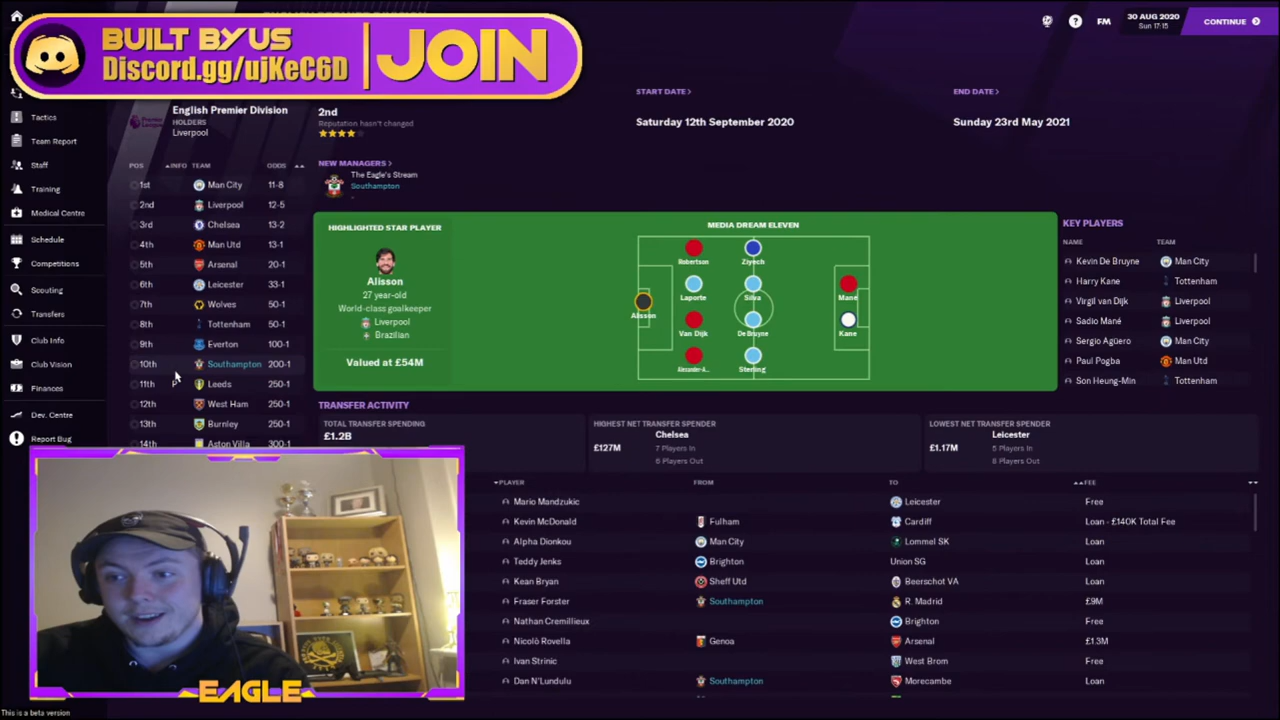 BUILT BY US
Discord.gg/ujKeC6D
JOIN
FM
30 AUG 2020
Sun 17:15
CONTINUE
Tactics
Team Report
Staff
Training
Medical Centre
Schedule
Competitions
Scouting
Transfers
Club Info
Club Vision
Finances
Dev. Centre
Report Bug
English Premier Division
HOLDERS
Liverpool
2nd
Reputation hasn't changed
START DATE >
Saturday 12th September 2020
END DATE >
Sunday 23rd May 2021
NEW MANAGERS >
The Eagle's Stream
Southampton
POS INFO TEAM ODDS
1st Man City 11-8
2nd Liverpool 12-5
3rd Chelsea 13-2
4th Man Utd 13-1
5th Arsenal 20-1
6th Leicester 33-1
7th Wolves 50-1
8th Tottenham 50-1
9th Everton 100-1
10th Southampton 200-1
11th P Leeds 250-1
12th West Ham 250-1
13th Burnley 250-1
14th Aston Villa 300-1
HIGHLIGHTED STAR PLAYER
Alisson
27 year-old
World-class goalkeeper
Liverpool
Brazilian
Valued at £54M
MEDIA DREAM ELEVEN
Robertson
Ziyech
Laporte
Silva
Mané
Alisson
Van Dijk
De Bruyne
Kane
Alexander-A...
Sterling
KEY PLAYERS
NAME TEAM
Kevin De Bruyne Man City
Harry Kane Tottenham
Virgil van Dijk Liverpool
Sadio Mané Liverpool
Sergio Agüero Man City
Paul Pogba Man Utd
Son Heung-Min Tottenham
TRANSFER ACTIVITY
TOTAL TRANSFER SPENDING
£1.2B
HIGHEST NET TRANSFER SPENDER
Chelsea
£127M
7 Players In
6 Players Out
LOWEST NET TRANSFER SPENDER
Leicester
£1.17M
5 Players In
8 Players Out
PLAYER FROM TO FEE
Mario Mandzukic Leicester Free
Kevin McDonald Fulham Cardiff Loan - £140K Total Fee
Alpha Dionkou Man City Lommel SK Loan
Teddy Jenks Brighton Union SG Loan
Kean Bryan Sheff Utd Beerschot VA Loan
Fraser Forster Southampton R. Madrid £9M
Nathan Cremillieux Brighton Free
Nicolò Rovella Genoa Arsenal £1.3M
Ivan Strinic West Brom Free
Dan N'Lundulu Southampton Morecambe Loan
EAGLE
This is a beta version